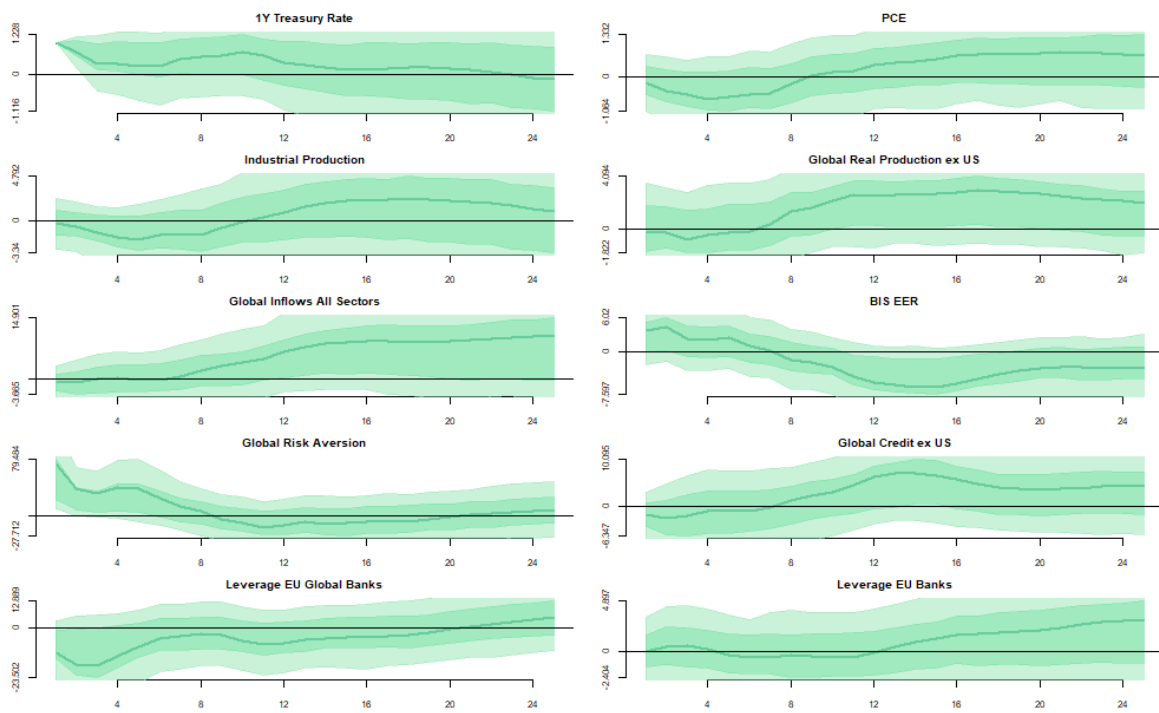 1Y Treasury Rate
1.228
0
-1.116
4 8 12 16 20 24
PCE
1.332
0
-1.064
4 8 12 16 20 24
Industrial Production
4.792
0
-3.34
4 8 12 16 20 24
Global Real Production ex US
4.094
0
-1.822
4 8 12 16 20 24
Global Inflows All Sectors
14.901
-3.665
4 8 12 16 20 24
BIS EER
6.02
0
-7.597
4 8 12 16 20 24
Global Risk Aversion
79.484
-27.712
4 8 12 16 20 24
Global Credit ex US
10.095
0
-6.347
4 8 12 16 20 24
Leverage EU Global Banks
12.889
0
-23.502
4 8 12 16 20 24
Leverage EU Banks
4.897
0
-2.404
4 8 12 16 20 24